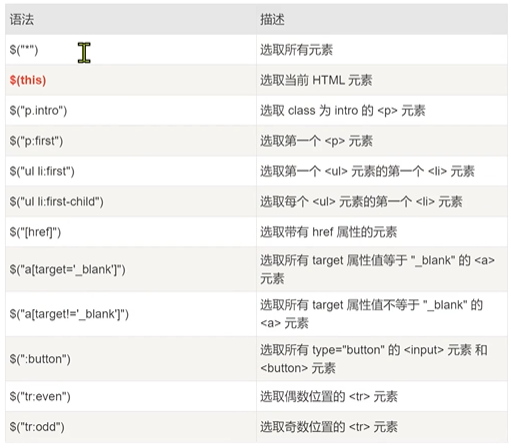 语法 描述
$("*") 选取所有元素
$(this) 选取当前 HTML 元素
$("p.intro") 选取 class 为 intro 的 <p> 元素
$("p:first") 选取第一个 <p> 元素
$("ul li:first") 选取第一个 <ul> 元素的第一个 <li> 元素
$("ul li:first-child") 选取每个 <ul> 元素的第一个 <li> 元素
$("[href]") 选取带有 href 属性的元素
$("a[target='_blank']") 选取所有 target 属性值等于 "_blank" 的 <a>
元素
$("a[target!='_blank']") 选取所有 target 属性值不等于 "_blank" 的
<a> 元素
$(":button") 选取所有 type="button" 的 <input> 元素 和
<button> 元素
$("tr:even") 选取偶数位置的 <tr> 元素
$("tr:odd") 选取奇数位置的 <tr> 元素